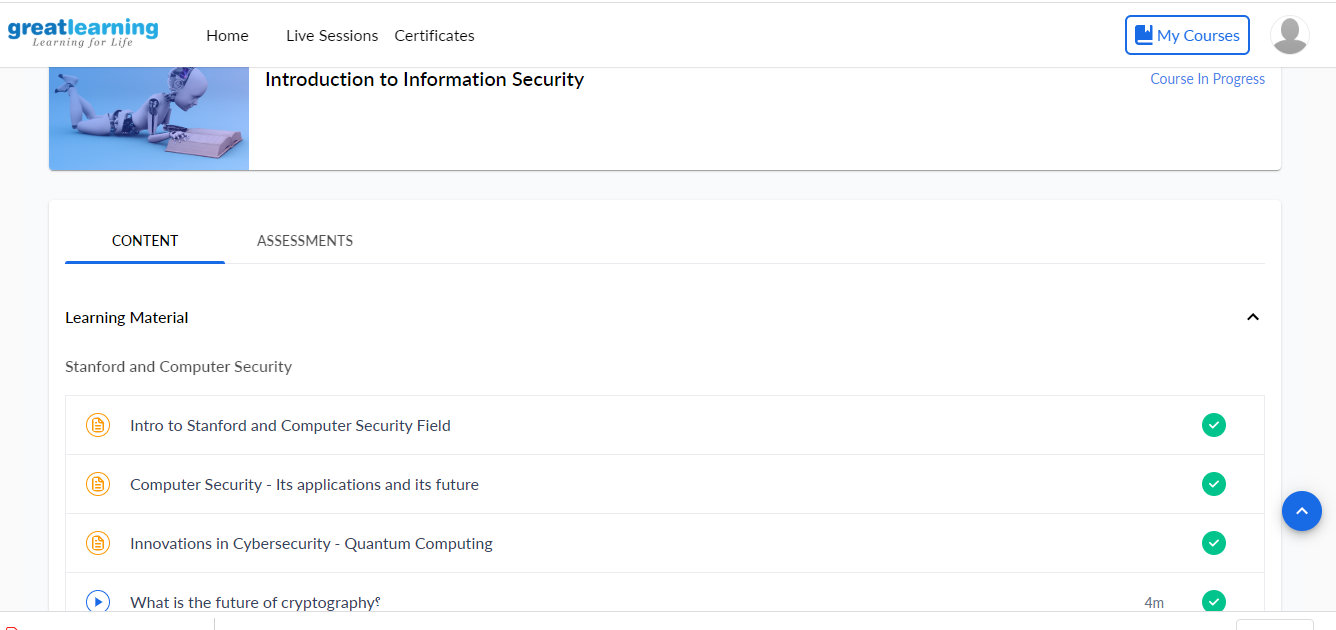 greatlearning
Learning for Life
Home
Live Sessions
Certificates
My Courses
Introduction to Information Security
Course In Progress
CONTENT
ASSESSMENTS
Learning Material
Stanford and Computer Security
Intro to Stanford and Computer Security Field
Computer Security - Its applications and its future
Innovations in Cybersecurity - Quantum Computing
What is the future of cryptography⸮
4m